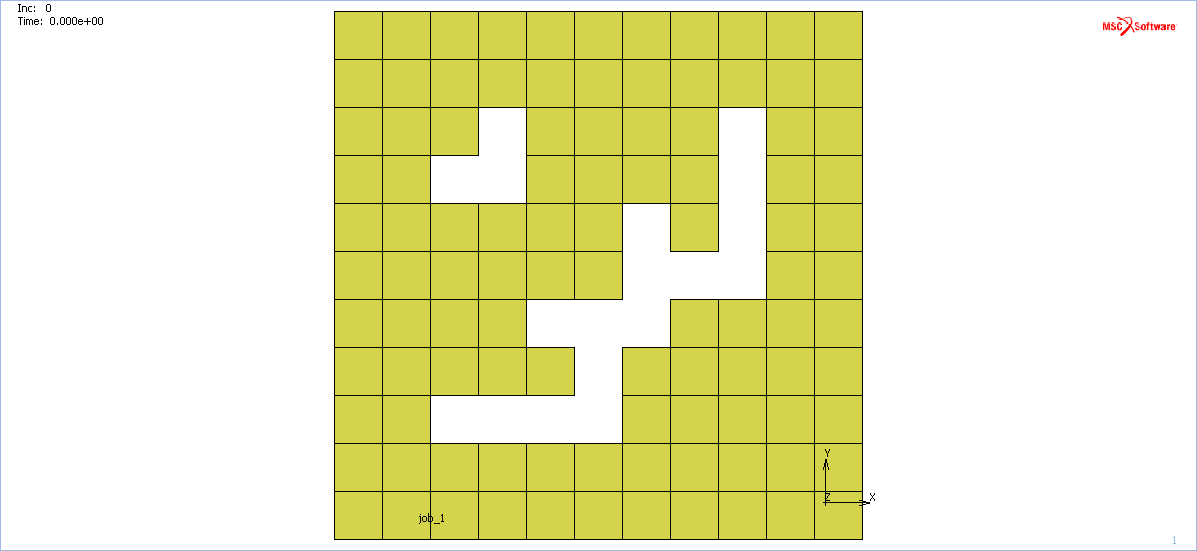 Inc: 0
Time: 0.000e+00
MSC Software
Y
Z X
job_1
1